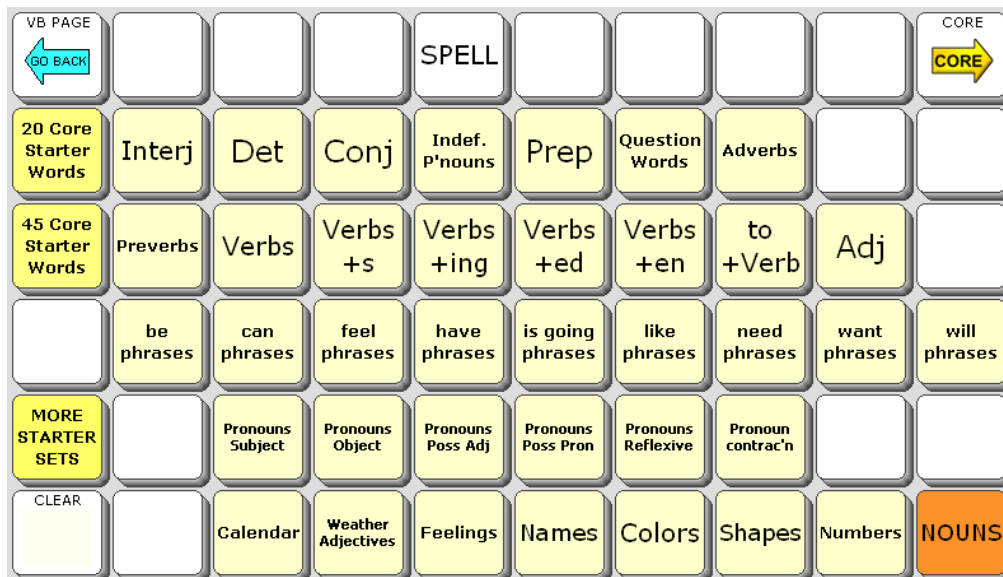 VB PAGE
GO BACK
SPELL
CORE
CORE
20 Core
Starter
Words
Interj
Det
Conj
Indef.
P'nouns
Prep
Question
Words
Adverbs
45 Core
Starter
Words
Preverbs
Verbs
Verbs
+s
Verbs
+ing
Verbs
+ed
Verbs
+en
to
+Verb
Adj
be
phrases
can
phrases
feel
phrases
have
phrases
is going
phrases
like
phrases
need
phrases
want
phrases
will
phrases
MORE
STARTER
SETS
Pronouns
Subject
Pronouns
Object
Pronouns
Poss Adj
Pronouns
Poss Pron
Pronouns
Reflexive
Pronoun
contrac'n
CLEAR
Calendar
Weather
Adjectives
Feelings
Names
Colors
Shapes
Numbers
NOUNS